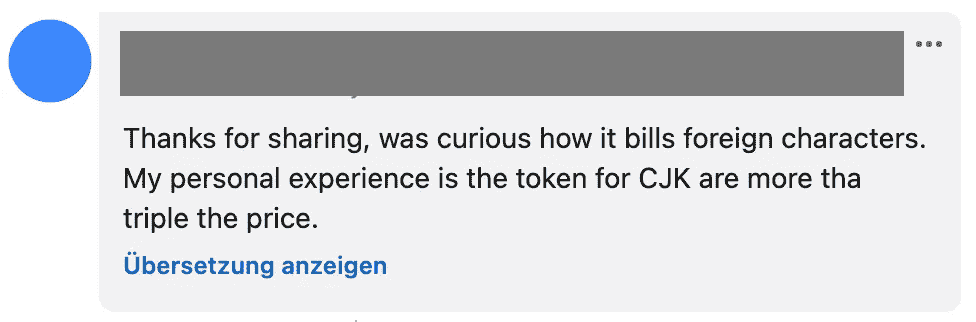 Thanks for sharing, was curious how it bills foreign characters.
My personal experience is the token for CJK are more tha
triple the price.
Übersetzung anzeigen